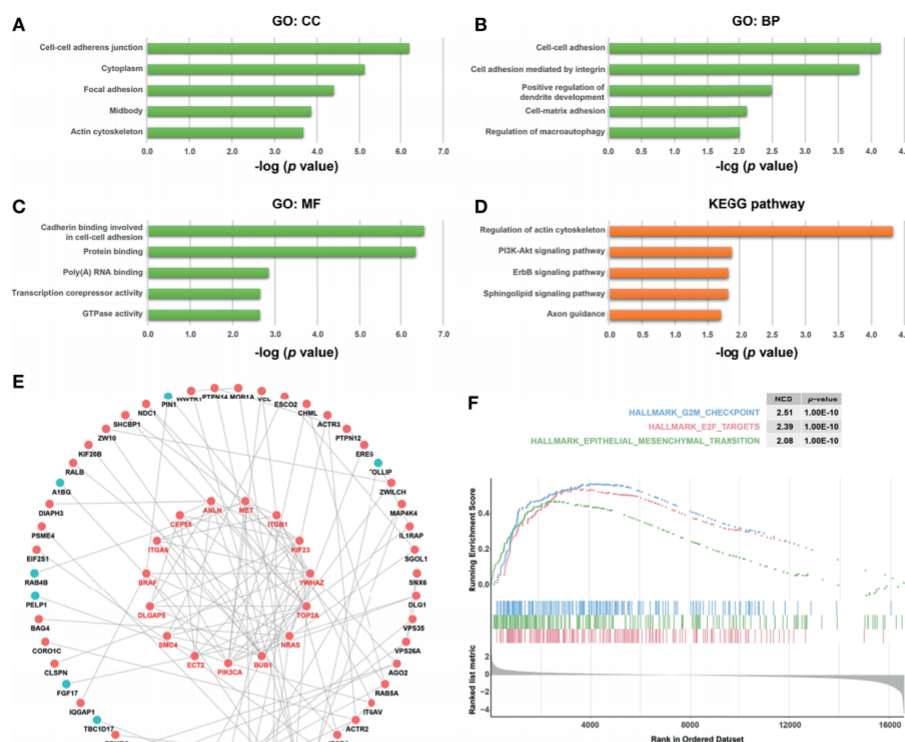 A
GO: CC
Cell-cell adherens junction
Cytoplasm
Focal adhesion
Midbody
Actin cytoskeleton
0.0 1.0 2.0 3.0 4.0 5.0 6.0 7.0
-log (p value)
B
GO: BP
Cell-cell adhesion
Cell adhesion mediated by integrin
Positive regulation of
dendrite development
Cell-matrix adhesion
Regulation of macroautophagy
0.0 0.5 1.0 1.5 2.0 2.5 3.0 3.5 4.0 4.
-log (p value)
C
GO: MF
Cadherin binding involved
in cell-cell adhesion
Protein binding
Poly(A) RNA binding
Transcription corepressor activity
GTPase activity
0.0 1.0 2.0 3.0 4.0 5.0 6.0 7.0
-log (p value)
D
KEGG pathway
Regulation of actin cytoskeleton
PI3K-Akt signaling pathway
ErbB signaling pathway
Sphingolipid signaling pathway
Axon guidance
0.0 0.5 1.0 1.5 2.0 2.5 3.0 3.5 4.0 4.
-log (p value)
E
PIN1
PTPN14
MOB1A
ESCO2
NDC1
CHML
SHCBP1
ACTR3
ZW10
PTPN12
KIF20B
RALB
A1BG
ZWILCH
DIAPH3
MAP4K4
PSME4
IL1RAP
EIF2S1
SGOL1
RAB4B
SNX6
PELP1
DLG1
BAG4
VPS35
CORO1C
VPS26A
CLSPN
AGO2
FGF17
RAB5A
IQGAP1
TBC1D17
ACTR2
ANLN
MET
CEP55
ITGB1
ITGA6
KIF23
BRAF
YWHAZ
DLGAP5
TOP2A
SMC4
NRAS
ECT2
BUB1
PIK3CA
F
NES p-value
HALLMARK_G2M_CHECKPOINT 2.51 1.00E-10
HALLMARK_E2F_TARGETS 2.39 1.00E-10
HALLMARK_EPITHELIAL_MESENCHYMAL_TRANSITION 2.08 1.00E-10
Running Enrichment Score
0.4
0.2
0.0
Ranked list metric
2
0
−2
−4
4000 8000 12000 16000
Rank in Ordered Dataset